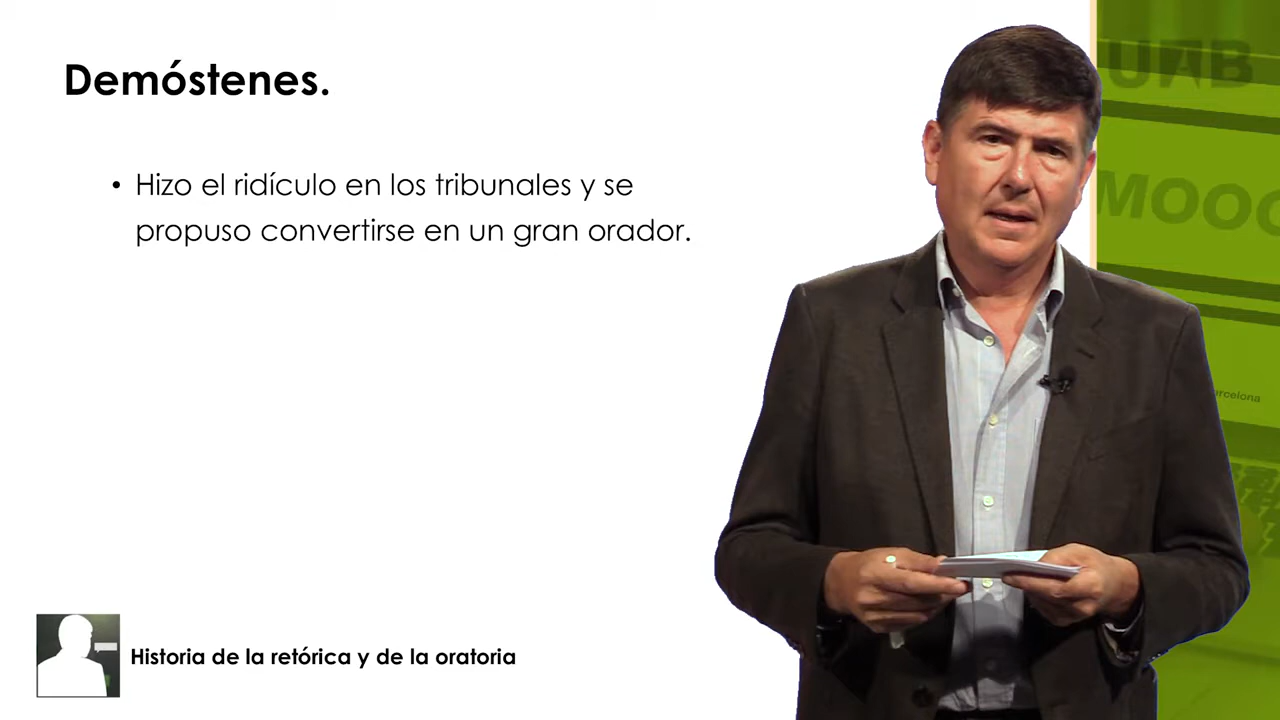 Demóstenes.
• Hizo el ridículo en los tribunales y se
propuso convertirse en un gran orador.
UAB
MOOC
arcelona
Historia de la retórica y de la oratoria